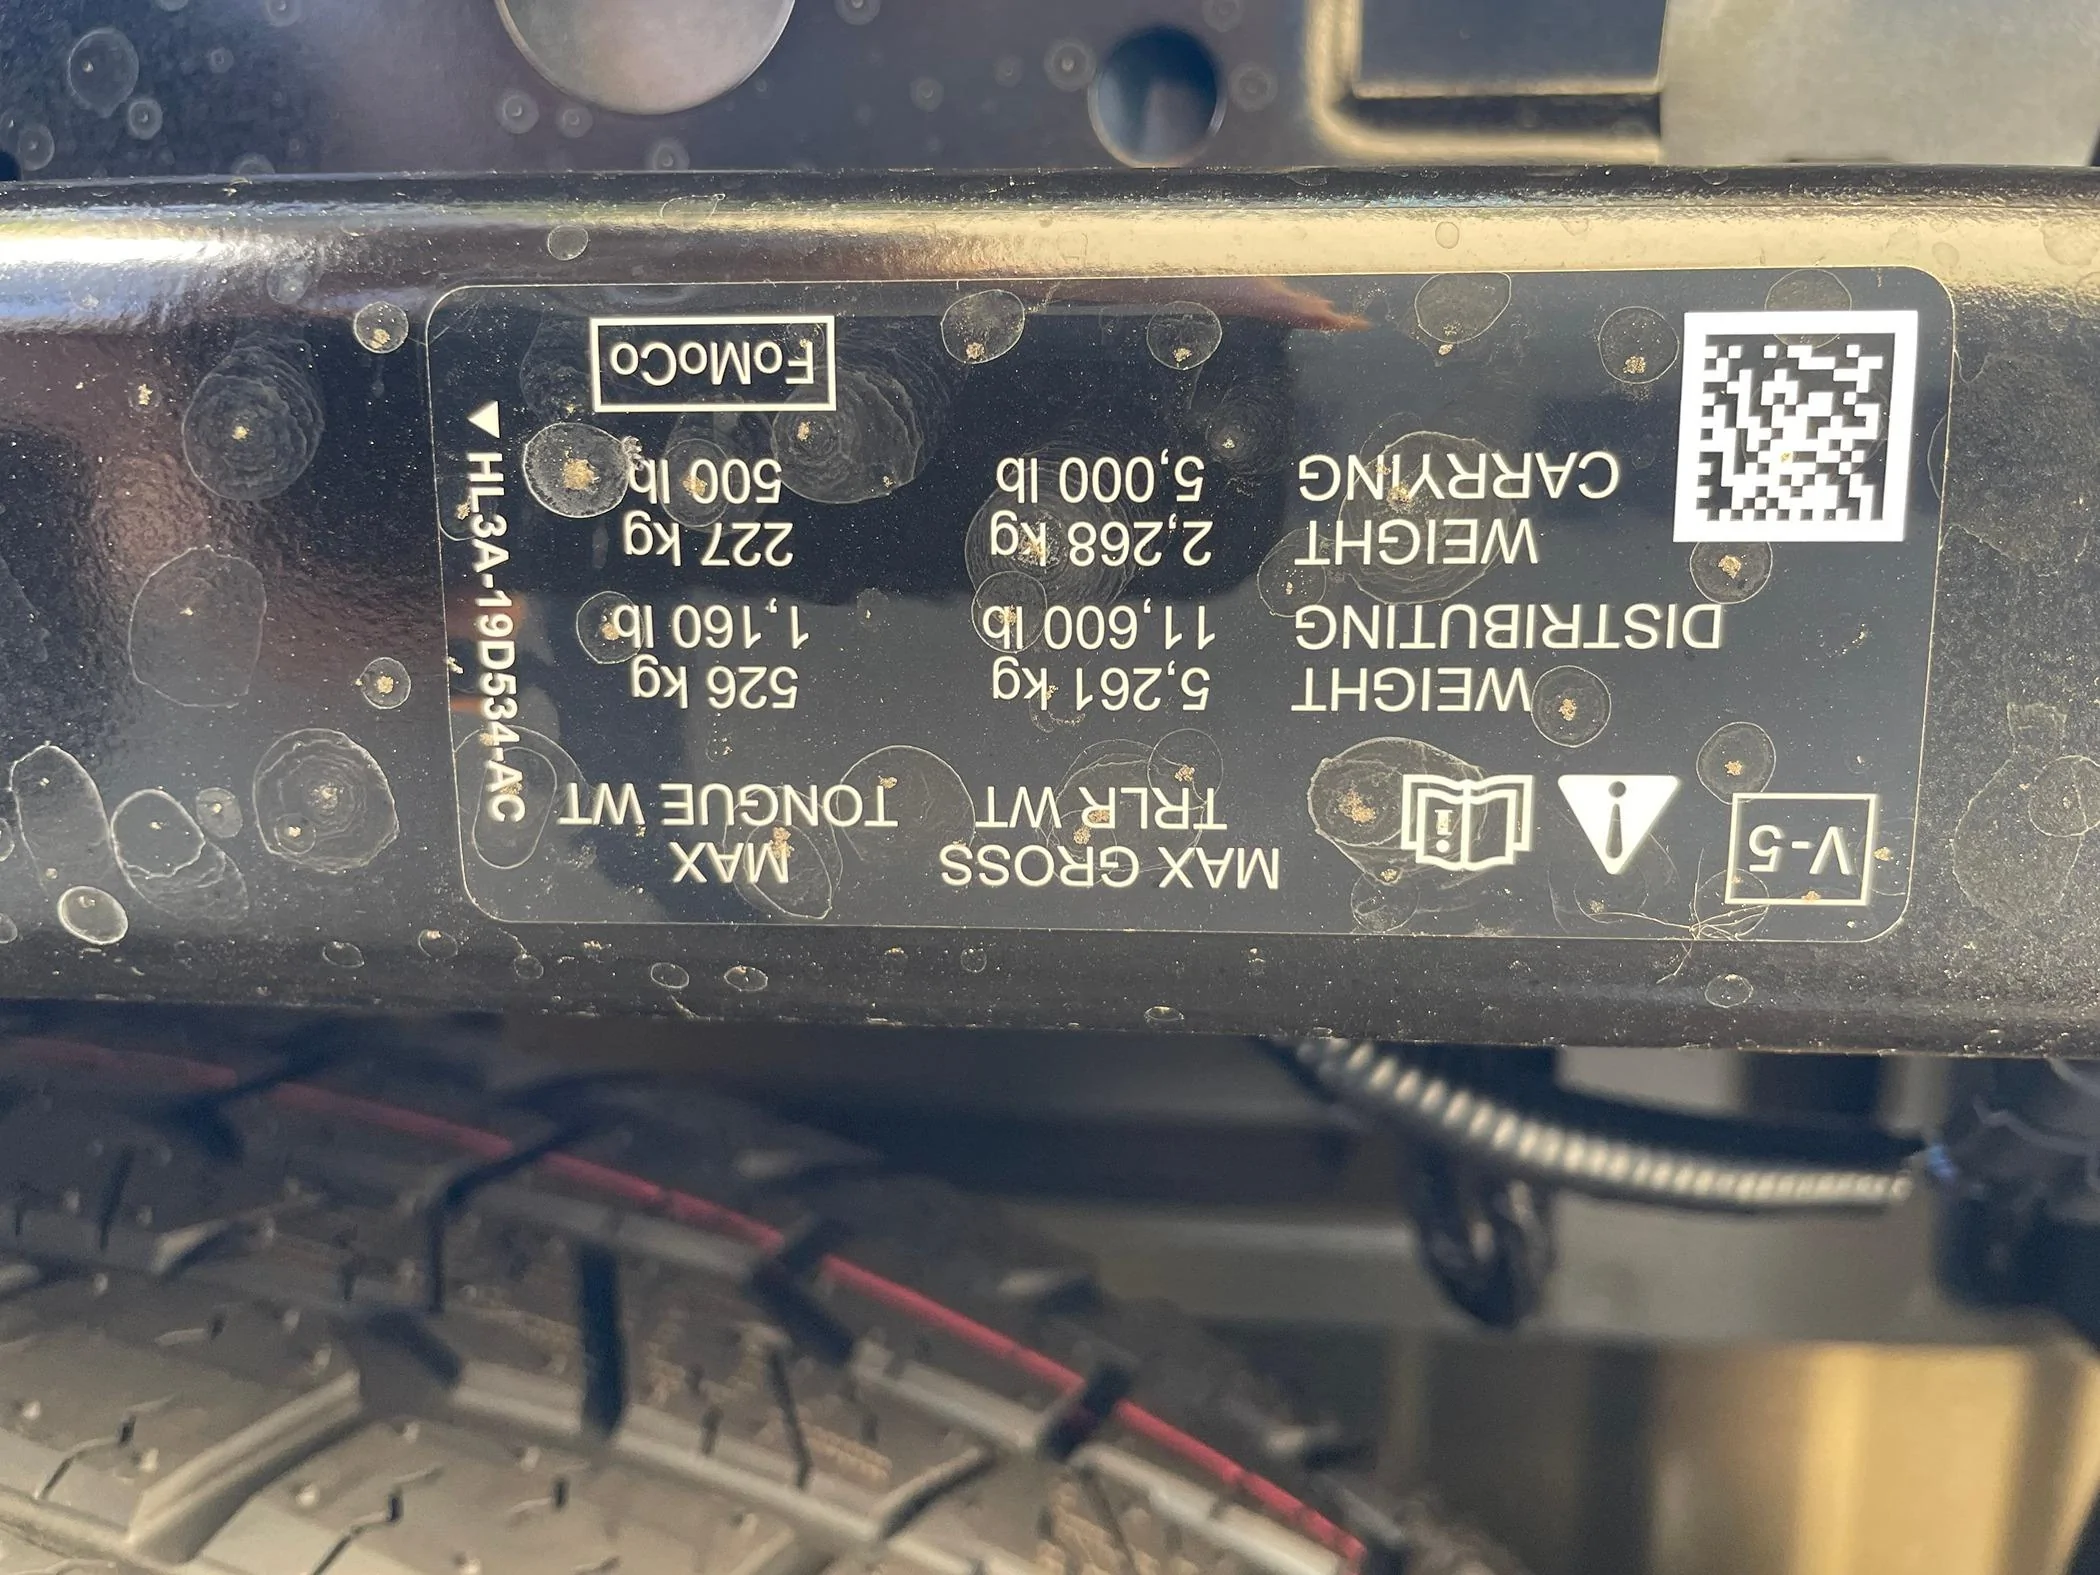 V-5
MAX GROSS
TRLR WT
MAX
TONGUE WT
WEIGHT
DISTRIBUTING
5,261 kg
11,600 lb
526 kg
1,160 lb
WEIGHT
CARRYING
2,268 kg
5,000 lb
227 kg
500 lb
FoMoCo
HL3A-19D534-AC